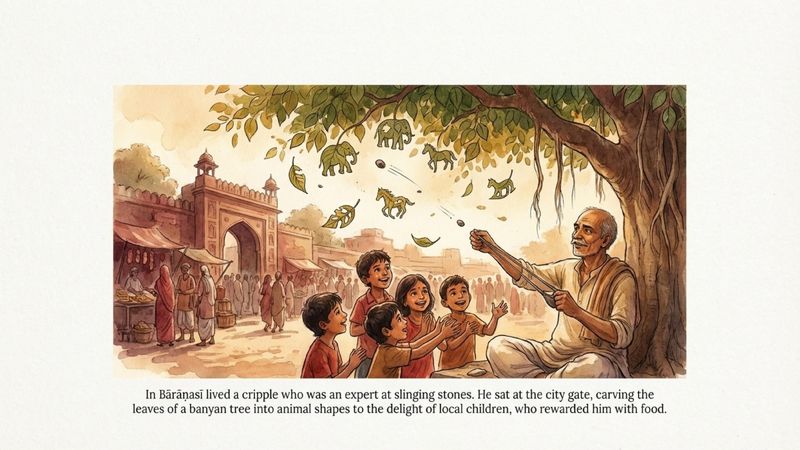 In Bārāṇasī lived a cripple who was an expert at slinging stones. He sat at the city gate, carving the
leaves of a banyan tree into animal shapes to the delight of local children, who rewarded him with food.